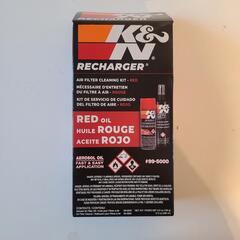 K&N
RECHARGER
AIR FILTER CLEANING KIT - RED
NÉCESSAIRE D'ENTRETIEN
DU FILTRE À AIR - ROUGE
KIT DE SERVICIO DE CUIDADO
DEL FILTRO DE AIRE - ROJO
RED OIL
HUILE ROUGE
ACEITE ROJO
AEROSOL OIL
FAST & EASY
APPLICATION
#99-5000